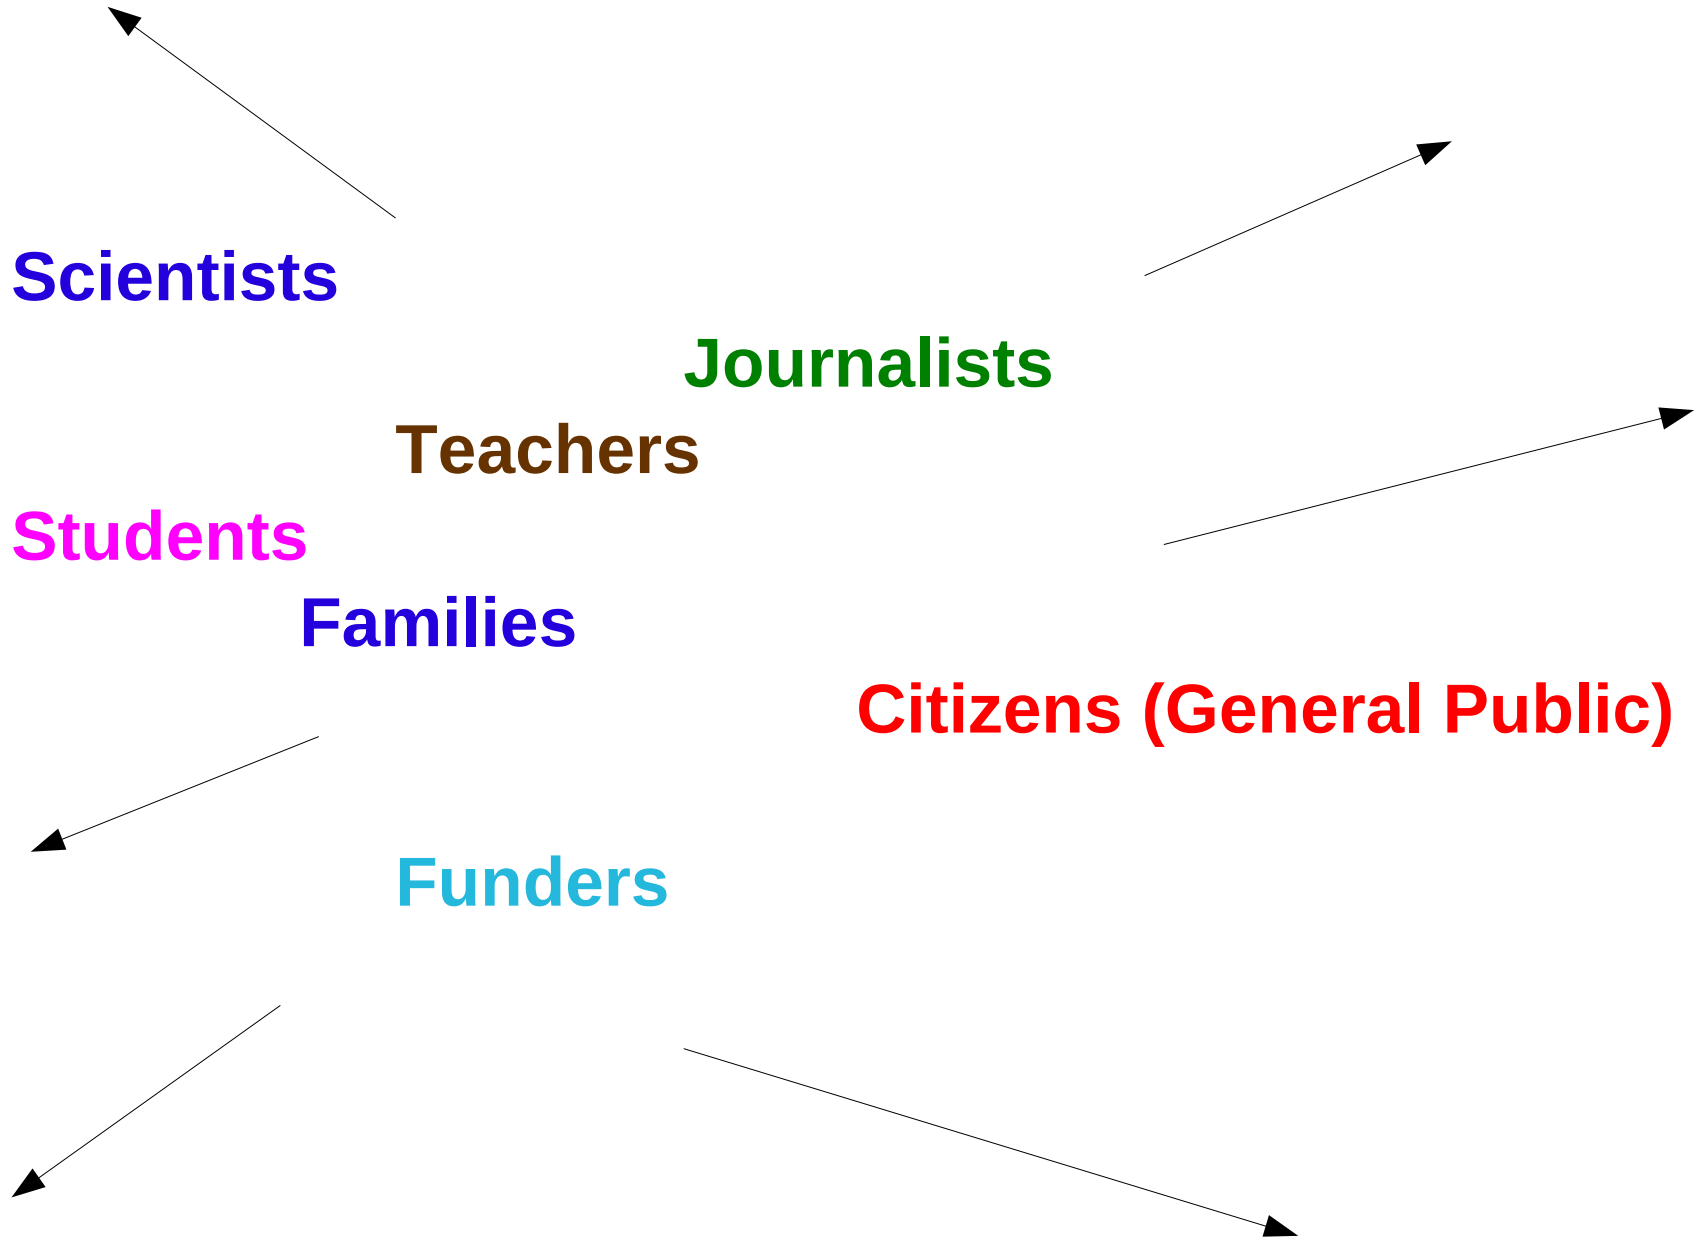 Scientists
Journalists
Teachers
Students
Families
Citizens (General Public)
Funders